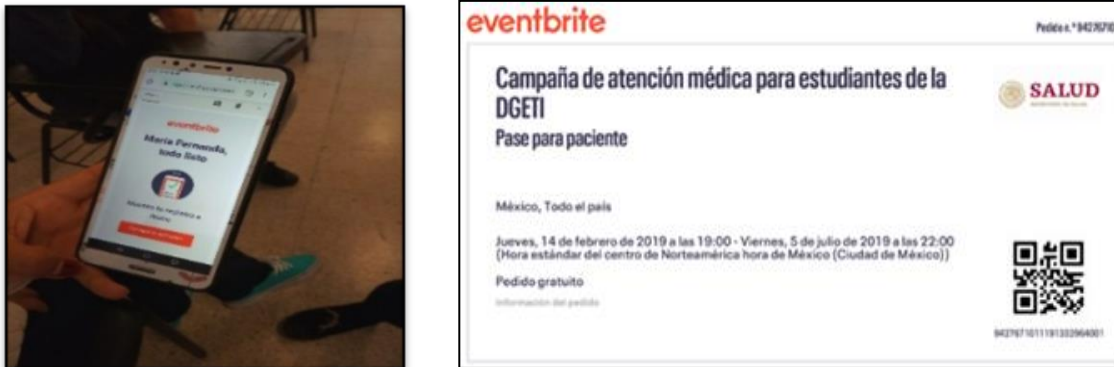 eventbrite
María Fernanda,
todo listo
eventbrite
Pedido n.º
Campaña de atención médica para estudiantes de la
DGETI
Pase para paciente
SALUD
México, Todo el país
Jueves, 14 de febrero de 2019 a las 19:00 - Viernes, 5 de julio de 2019 a las 22:00
(Hora estándar del centro de Norteamérica hora de México (Ciudad de México))
Pedido gratuito
Información del pedido